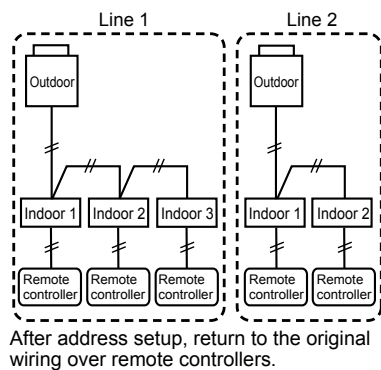 Line 1
Line 2
Outdoor
Outdoor
Indoor 1
Indoor 2
Indoor 3
Indoor 1
Indoor 2
Remote
controller
Remote
controller
Remote
controller
Remote
controller
Remote
controller
After address setup, return to the original
wiring over remote controllers.